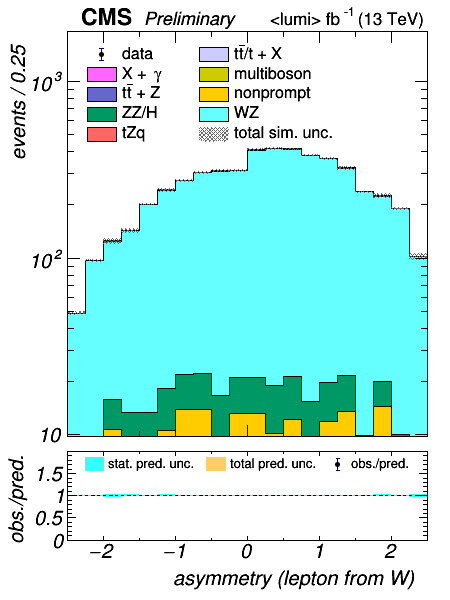 CMS Preliminary <lumi> fb⁻¹ (13 TeV)
events / 0.25
data
tt̄/t + X
X + γ
multiboson
tt̄ + Z
nonprompt
ZZ/H
WZ
tZq
total sim. unc.
10³
10²
10
obs./pred.
stat. pred. unc.
total pred. unc.
obs./pred.
1.5
1
0.5
0
−2 −1 0 1 2
asymmetry (lepton from W)